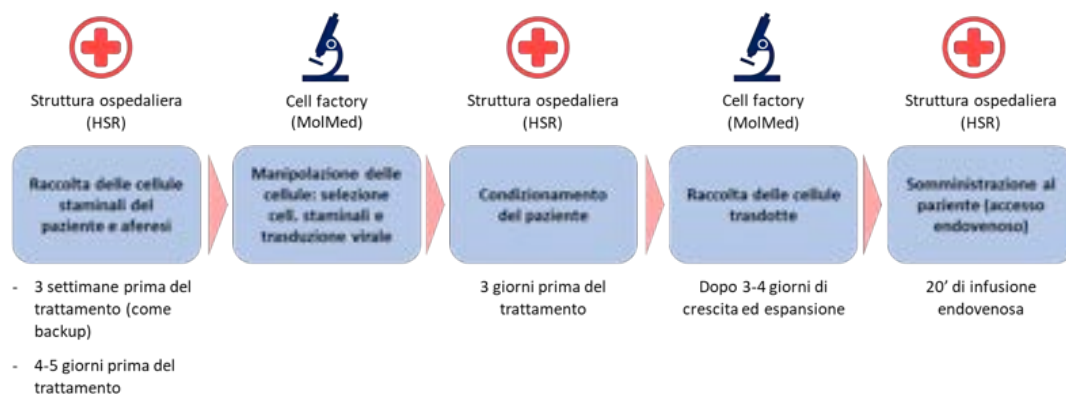 Struttura ospedaliera
(HSR)
Cell factory
(MolMed)
Struttura ospedaliera
(HSR)
Cell factory
(MolMed)
Struttura ospedaliera
(HSR)
Raccolta delle cellule
staminali del
paziente e aferesi
Manipolazione delle
cellule: selezione
cell. staminali e
trasduzione virale
Condizionamento
del paziente
Raccolta delle cellule
trasdotte
Somministrazione al
paziente (accesso
endovenoso)
- 3 settimane prima del
trattamento (come
backup)
- 4-5 giorni prima del
trattamento
3 giorni prima del
trattamento
Dopo 3-4 giorni di
crescita ed espansione
20’ di infusione
endovenosa